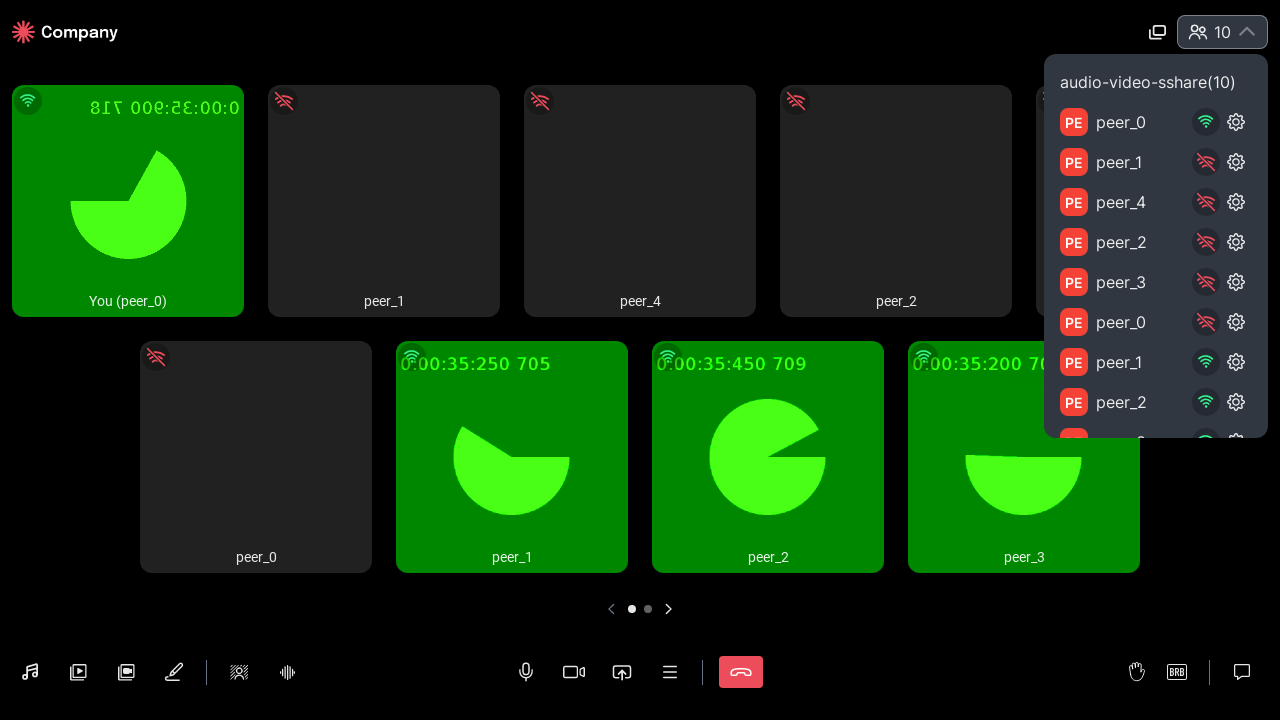 Company
10
audio-video-sshare(10)
PE peer_0
PE peer_1
PE peer_4
PE peer_2
PE peer_3
PE peer_0
PE peer_1
PE peer_2
0:00:35:900 718
You (peer_0)
peer_1
peer_4
peer_2
0:00:35:250 705
0:00:35:450 709
0:00:35:200
peer_0
peer_1
peer_2
peer_3
BRB